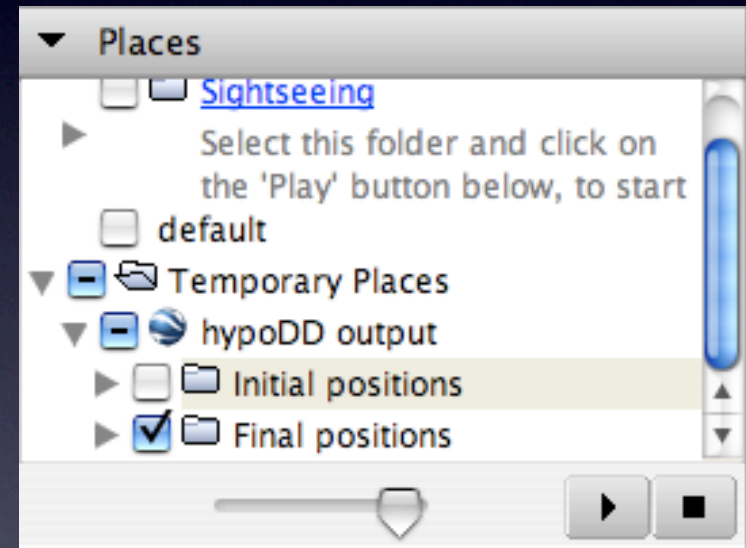 Places
Sightseeing
Select this folder and click on
the 'Play' button below, to start
default
Temporary Places
hypoDD output
Initial positions
Final positions